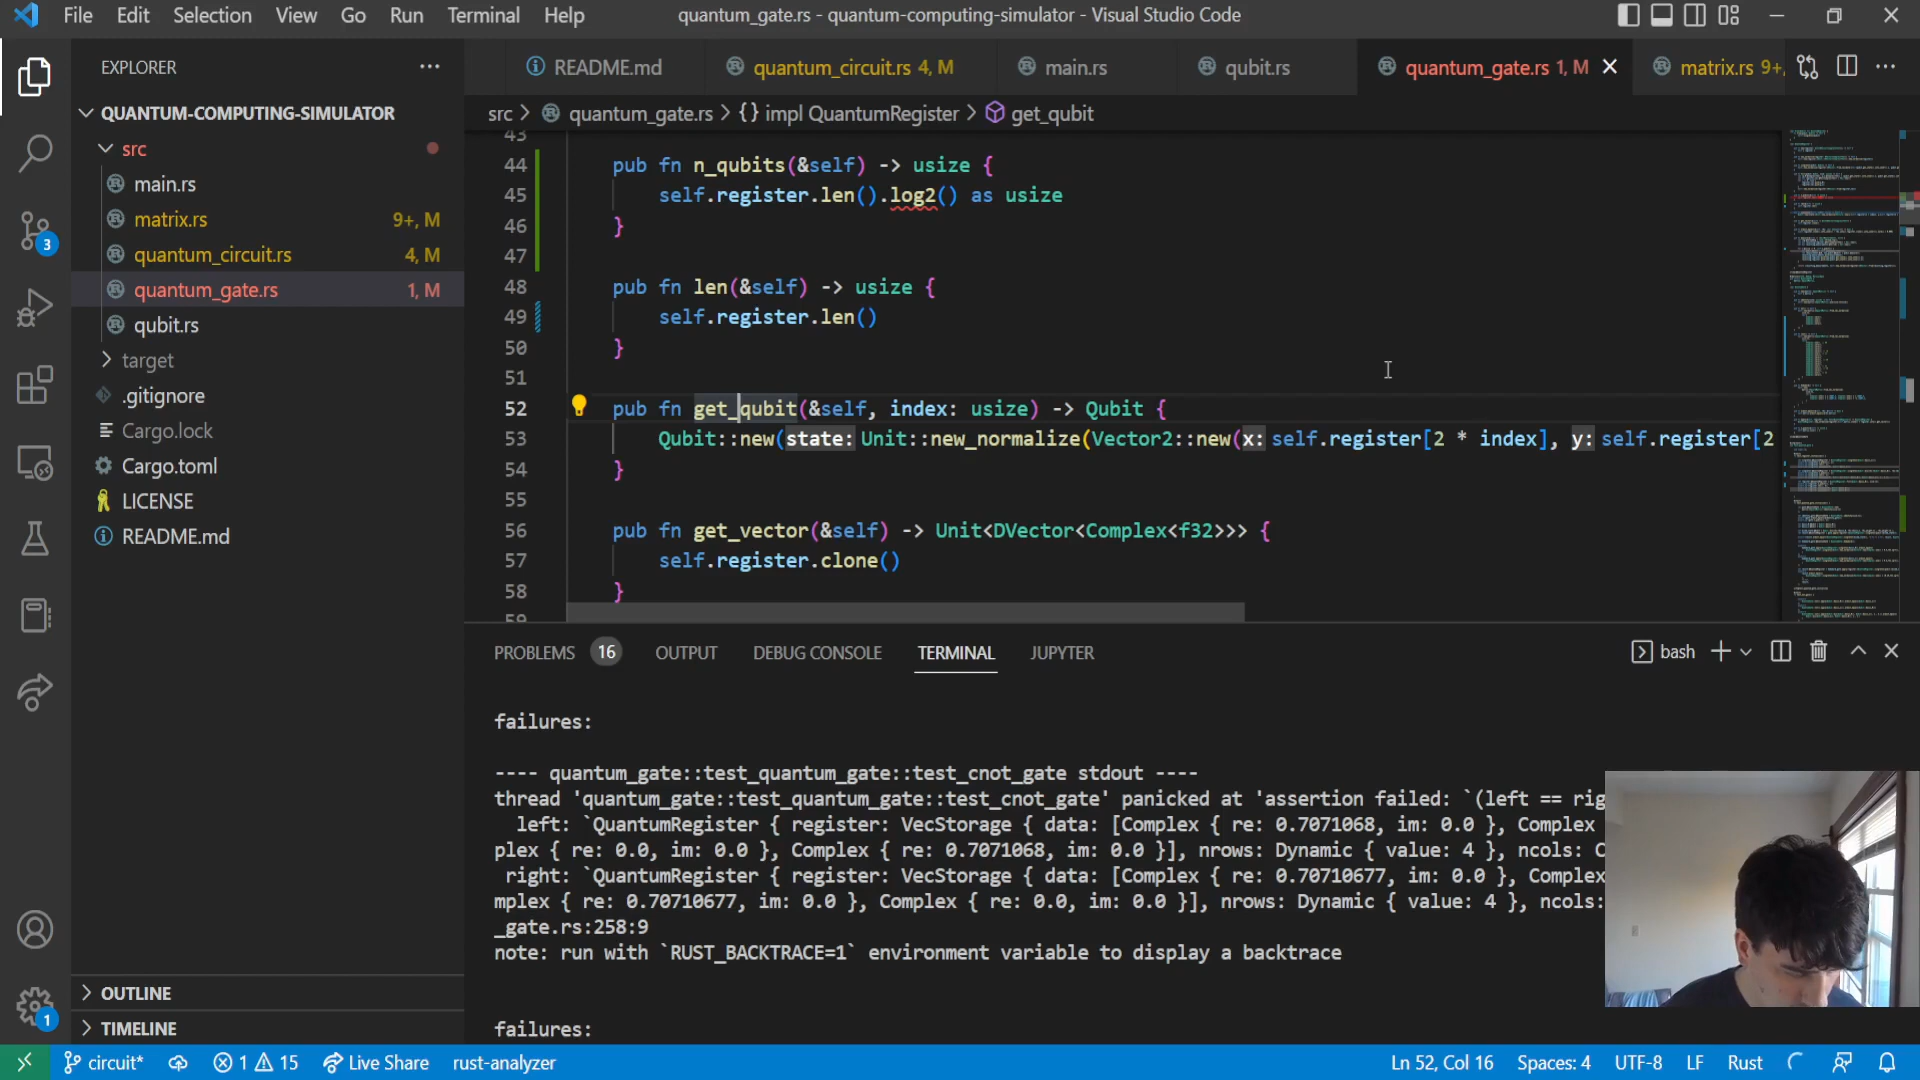 File Edit Selection View Go Run Terminal Help
quantum_gate.rs - quantum-computing-simulator - Visual Studio Code
EXPLORER
README.md
quantum_circuit.rs 4, M
main.rs
qubit.rs
quantum_gate.rs 1, M
matrix.rs 9+,
QUANTUM-COMPUTING-SIMULATOR
src
main.rs
matrix.rs 9+, M
quantum_circuit.rs 4, M
quantum_gate.rs 1, M
qubit.rs
target
.gitignore
Cargo.lock
Cargo.toml
LICENSE
README.md
OUTLINE
TIMELINE
3
1
src > quantum_gate.rs > {} impl QuantumRegister > get_qubit
43
44 pub fn n_qubits(&self) -> usize {
45 self.register.len().log2() as usize
46 }
47
48 pub fn len(&self) -> usize {
49 self.register.len()
50 }
51
52 pub fn get_qubit(&self, index: usize) -> Qubit {
53 Qubit::new(state: Unit::new_normalize(Vector2::new(x: self.register[2 * index], y: self.register[2
54 }
55
56 pub fn get_vector(&self) -> Unit<DVector<Complex<f32>>> {
57 self.register.clone()
58 }
59
PROBLEMS 16 OUTPUT DEBUG CONSOLE TERMINAL JUPYTER
bash
failures:
---- quantum_gate::test_quantum_gate::test_cnot_gate stdout ----
thread 'quantum_gate::test_quantum_gate::test_cnot_gate' panicked at 'assertion failed: `(left == rig
left: `QuantumRegister { register: VecStorage { data: [Complex { re: 0.7071068, im: 0.0 }, Complex
plex { re: 0.0, im: 0.0 }, Complex { re: 0.7071068, im: 0.0 }], nrows: Dynamic { value: 4 }, ncols: C
right: `QuantumRegister { register: VecStorage { data: [Complex { re: 0.70710677, im: 0.0 }, Complex
mplex { re: 0.70710677, im: 0.0 }, Complex { re: 0.0, im: 0.0 }], nrows: Dynamic { value: 4 }, ncols:
_gate.rs:258:9
note: run with `RUST_BACKTRACE=1` environment variable to display a backtrace
failures:
circuit* 1 15 Live Share rust-analyzer
Ln 52, Col 16 Spaces: 4 UTF-8 LF Rust